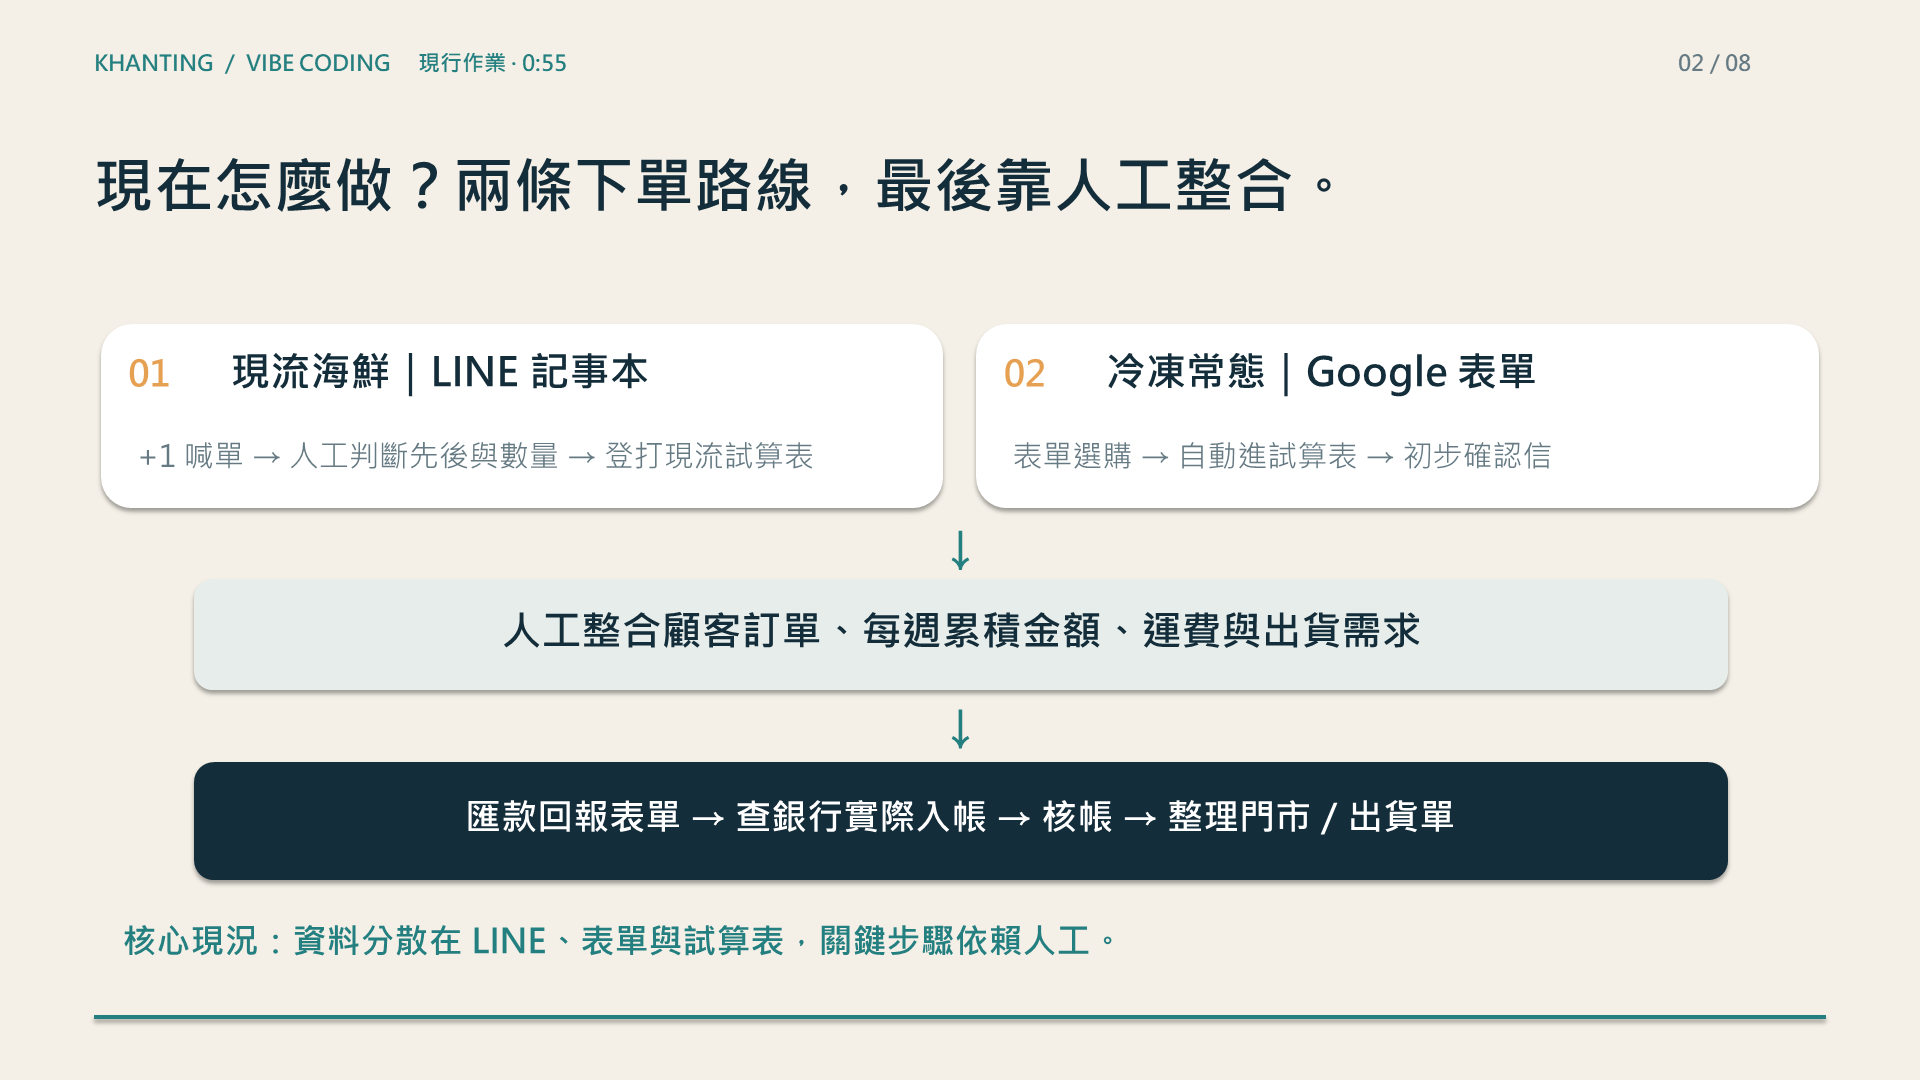 KHANTING / VIBE CODING 現行作業 · 0:55
02 / 08
現在怎麼做？兩條下單路線，最後靠人工整合。
01 現流海鮮｜LINE 記事本
+1 喊單 → 人工判斷先後與數量 → 登打現流試算表
02 冷凍常態｜Google 表單
表單選購 → 自動進試算表 → 初步確認信
↓
人工整合顧客訂單、每週累積金額、運費與出貨需求
↓
匯款回報表單 → 查銀行實際入帳 → 核帳 → 整理門市 / 出貨單
核心現況：資料分散在 LINE、表單與試算表，關鍵步驟依賴人工。